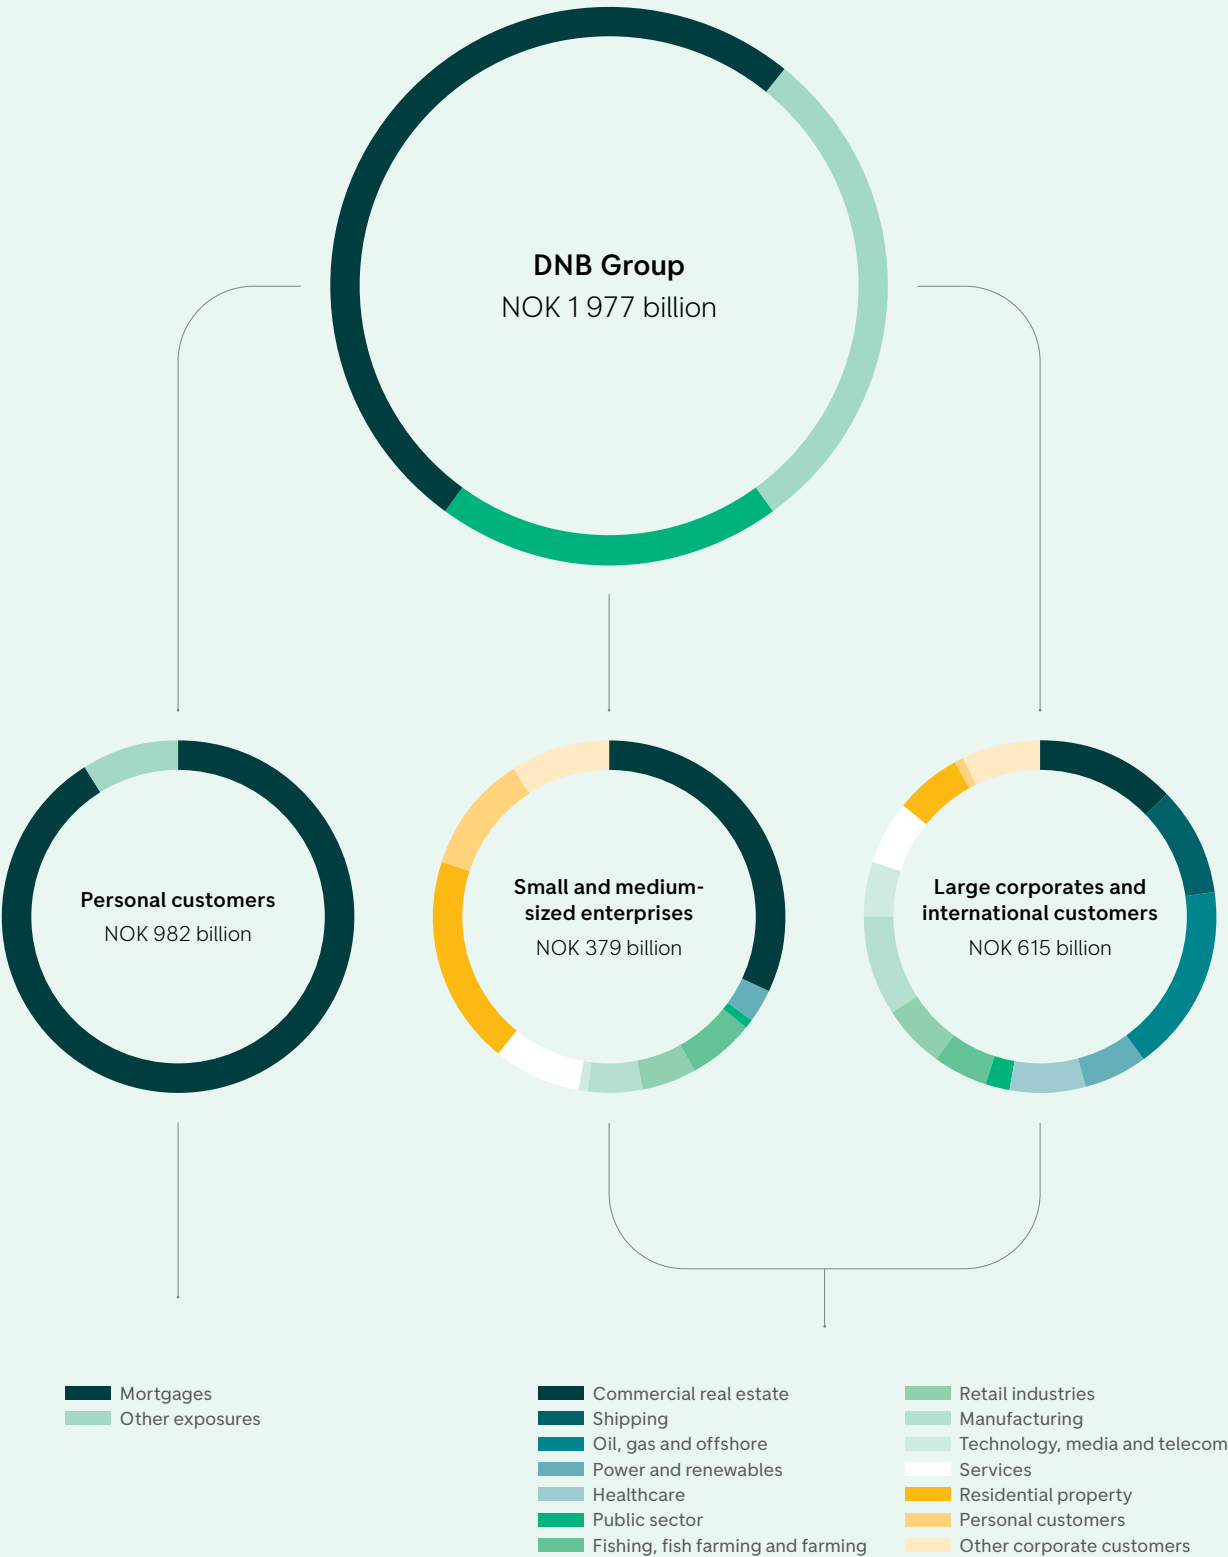 DNB Group
NOK 1 977 billion
Personal customers
NOK 982 billion
Small and medium-
sized enterprises
NOK 379 billion
Large corporates and
international customers
NOK 615 billion
Mortgages
Other exposures
Commercial real estate
Shipping
Oil, gas and offshore
Power and renewables
Healthcare
Public sector
Fishing, fish farming and farming
Retail industries
Manufacturing
Technology, media and telecom
Services
Residential property
Personal customers
Other corporate customers